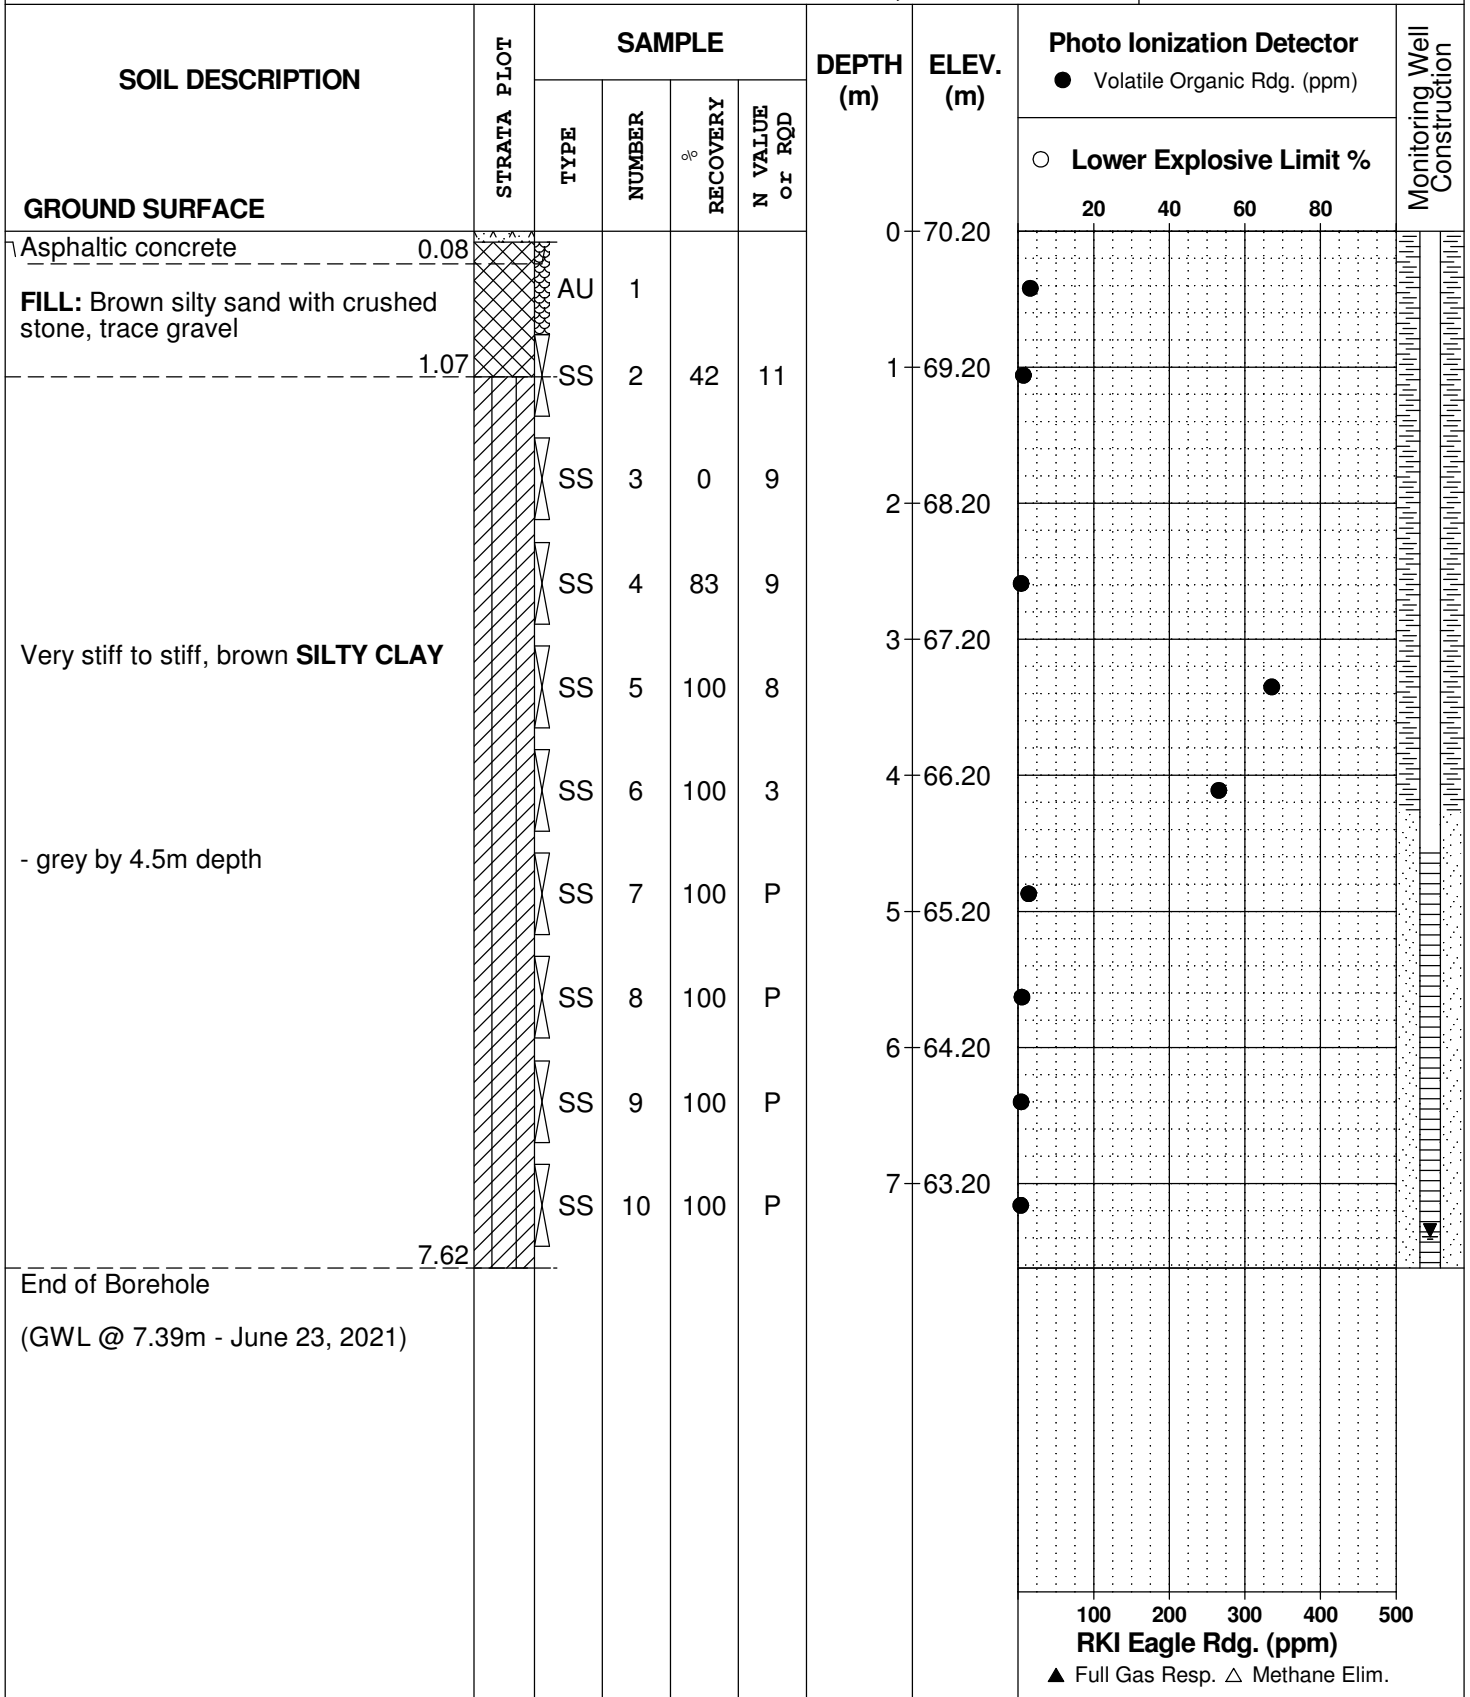 SOIL DESCRIPTION
GROUND SURFACE
STRATA PLOT
SAMPLE
TYPE
NUMBER
%
RECOVERY
N VALUE
or RQD
DEPTH
(m)
ELEV.
(m)
Photo Ionization Detector
● Volatile Organic Rdg. (ppm)
○ Lower Explosive Limit %
20 40 60 80
Monitoring Well
Construction
0 70.20
Asphaltic concrete 0.08
AU 1
FILL: Brown silty sand with crushed
stone, trace gravel
1.07
1 69.20
SS 2 42 11
SS 3 0 9
2 68.20
SS 4 83 9
3 67.20
Very stiff to stiff, brown SILTY CLAY
SS 5 100 8
4 66.20
SS 6 100 3
- grey by 4.5m depth
SS 7 100 P
5 65.20
SS 8 100 P
6 64.20
SS 9 100 P
7 63.20
SS 10 100 P
7.62
End of Borehole
(GWL @ 7.39m - June 23, 2021)
100 200 300 400 500
RKI Eagle Rdg. (ppm)
▲ Full Gas Resp. △ Methane Elim.